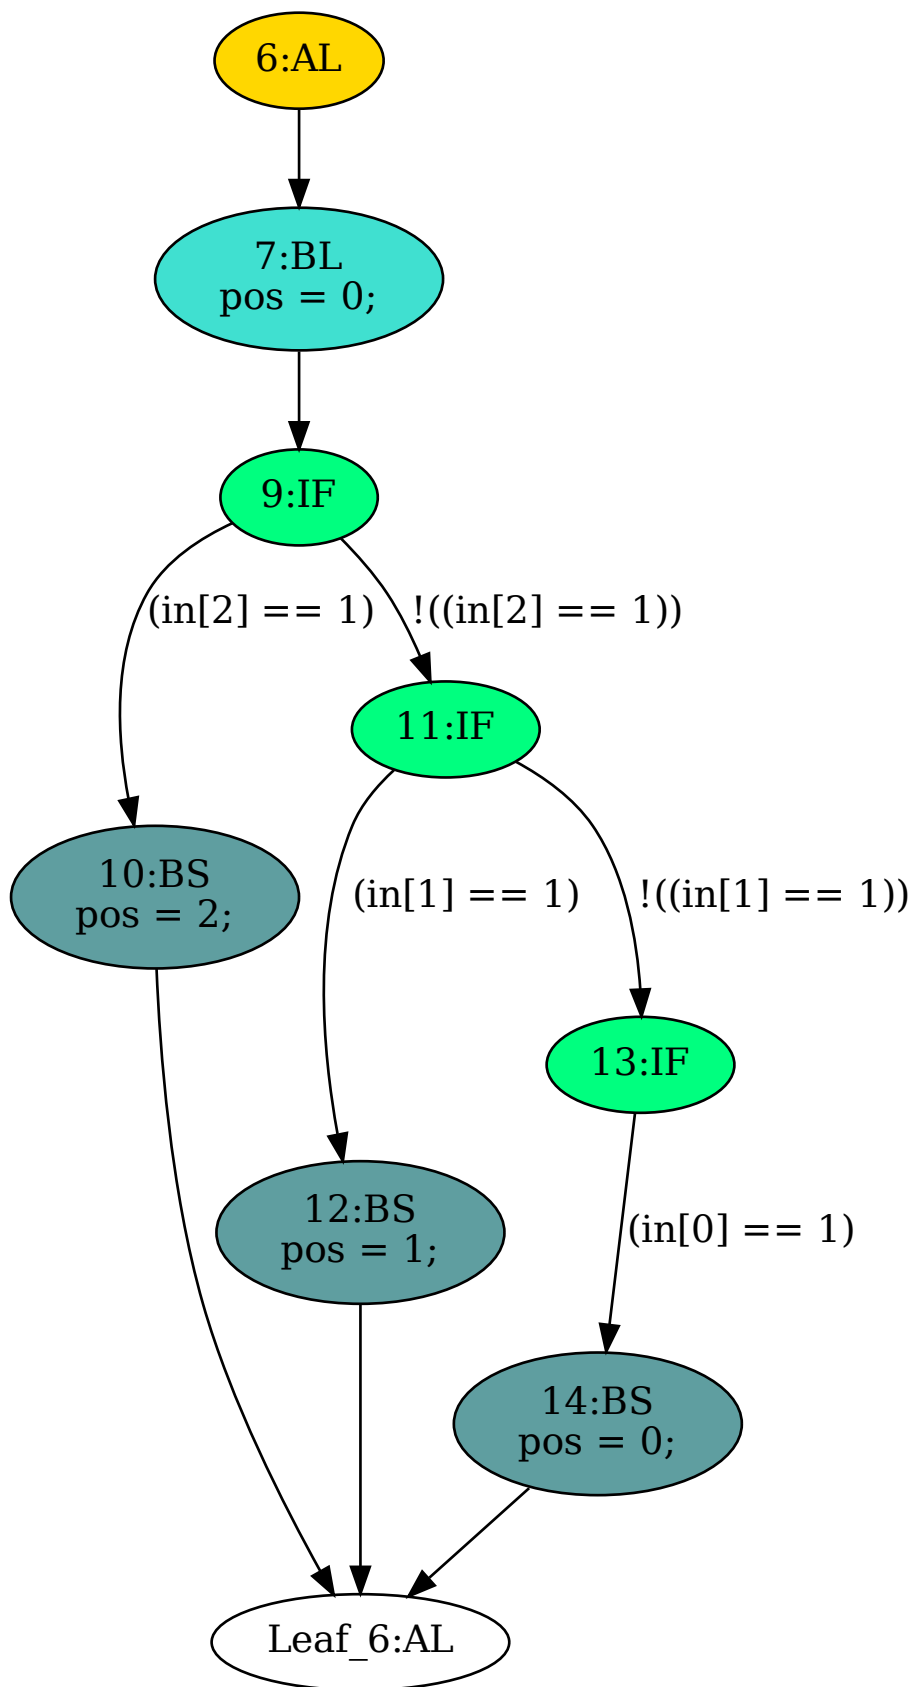 6:AL
7:BL
pos = 0;
9:IF
(in[2] == 1)
!((in[2] == 1))
11:IF
10:BS
pos = 2;
(in[1] == 1)
!((in[1] == 1))
13:IF
12:BS
pos = 1;
(in[0] == 1)
14:BS
pos = 0;
Leaf_6:AL